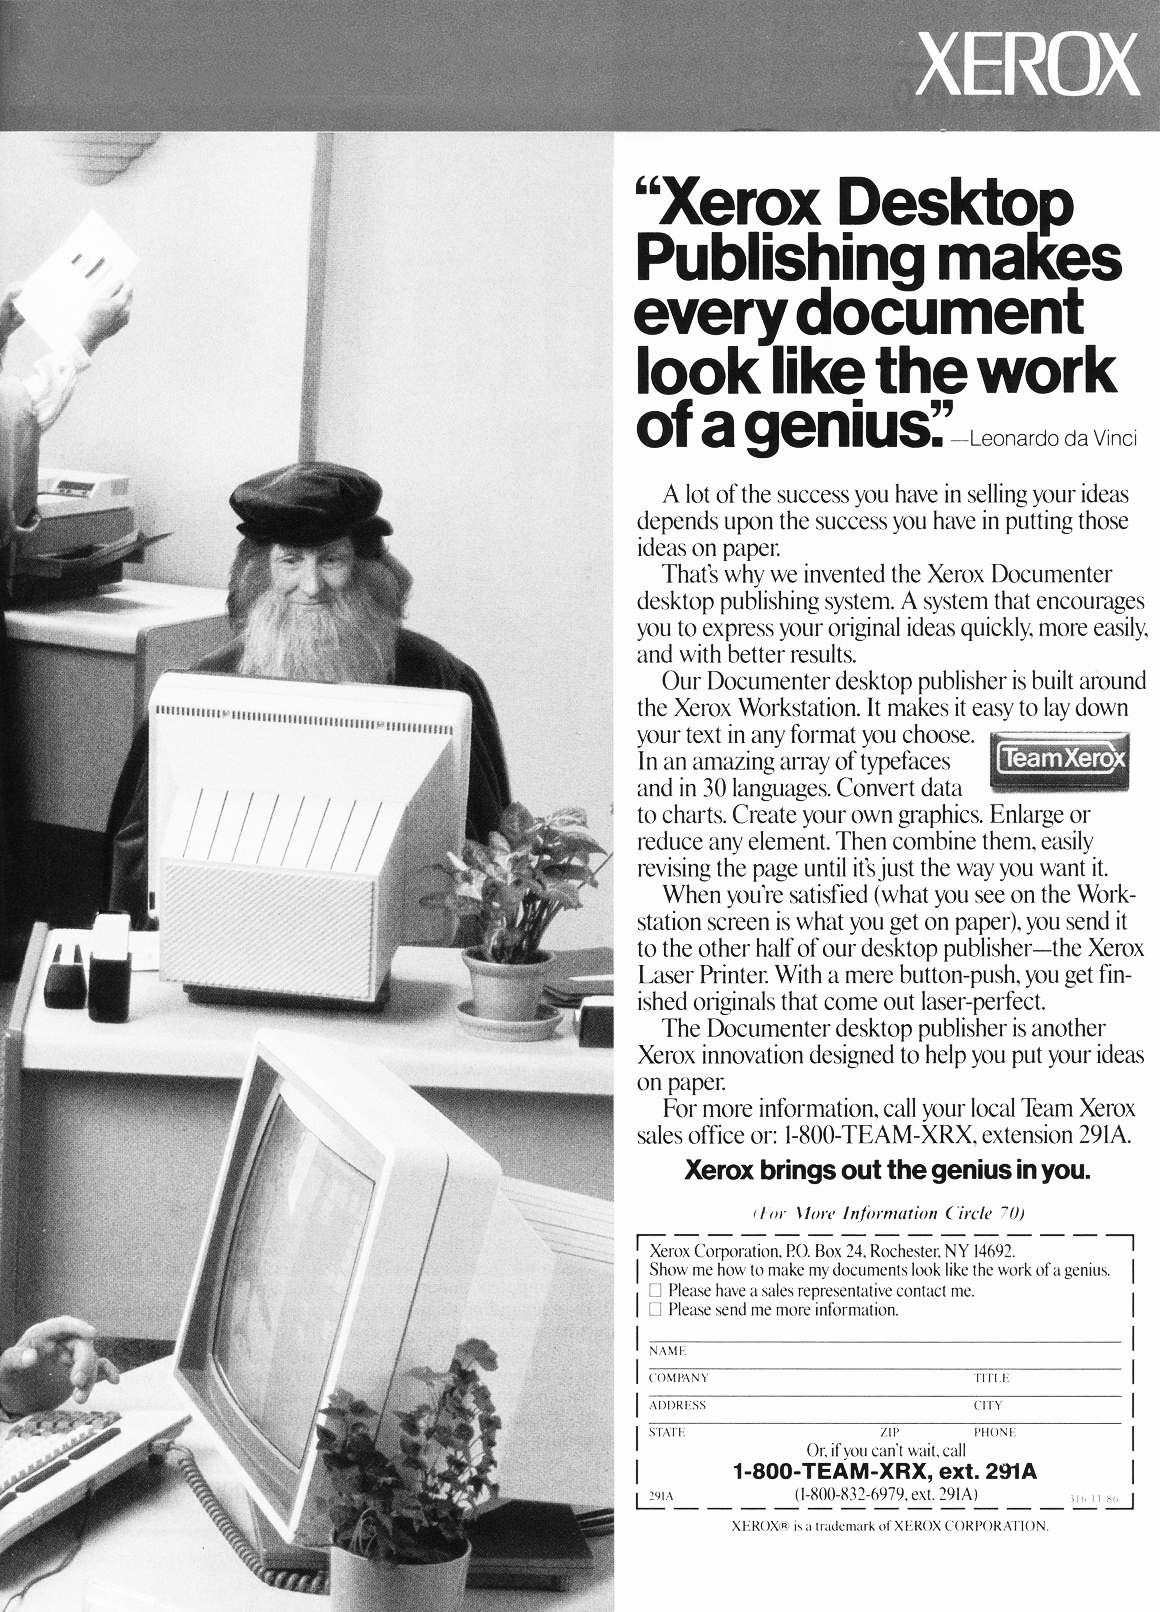 XEROX
“Xerox Desktop
Publishing makes
every document
look like the work
of a genius.” —Leonardo da Vinci
A lot of the success you have in selling your ideas
depends upon the success you have in putting those
ideas on paper.
That's why we invented the Xerox Documenter
desktop publishing system. A system that encourages
you to express your original ideas quickly, more easily,
and with better results.
Our Documenter desktop publisher is built around
the Xerox Workstation. It makes it easy to lay down
your text in any format you choose.
In an amazing array of typefaces
and in 30 languages. Convert data
to charts. Create your own graphics. Enlarge or
reduce any element. Then combine them, easily
revising the page until it's just the way you want it.
Team Xerox
When you're satisfied (what you see on the Work-
station screen is what you get on paper), you send it
to the other half of our desktop publisher—the Xerox
Laser Printer. With a mere button-push, you get fin-
ished originals that come out laser-perfect.
The Documenter desktop publisher is another
Xerox innovation designed to help you put your ideas
on paper.
For more information, call your local Team Xerox
sales office or: 1-800-TEAM-XRX, extension 291A.
Xerox brings out the genius in you.
(For More Information Circle 70)
Xerox Corporation, P.O. Box 24, Rochester, NY 14692.
Show me how to make my documents look like the work of a genius.
☐ Please have a sales representative contact me.
☐ Please send me more information.
NAME
COMPANY TITLE
ADDRESS CITY
STATE ZIP PHONE
Or, if you can't wait, call
1-800-TEAM-XRX, ext. 291A
(1-800-832-6979, ext. 291A)
291A 316 11 86
XEROX® is a trademark of XEROX CORPORATION.